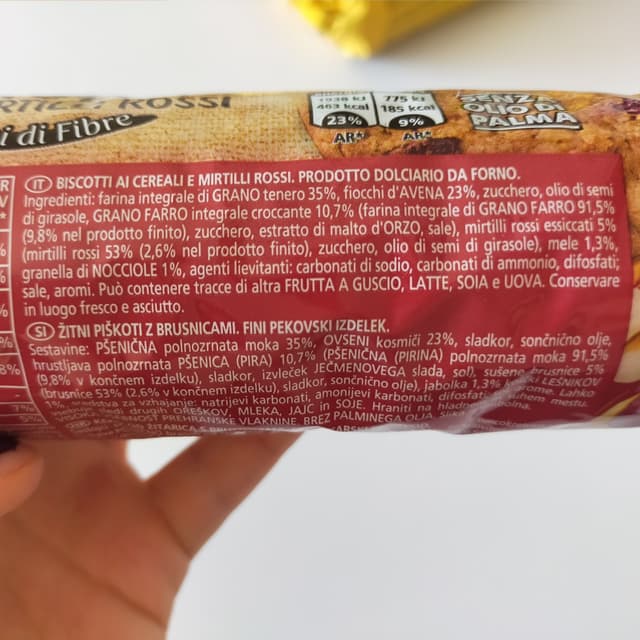 ROSSI
i di Fibre
463 kcal
23%
AR*
775 kJ
185 kcal
9%
AR*
SENZA
OLIO DI
PALMA
IT BISCOTTI AI CEREALI E MIRTILLI ROSSI. PRODOTTO DOLCIARIO DA FORNO.
Ingredienti: farina integrale di GRANO tenero 35%, fiocchi d'AVENA 23%, zucchero, olio di semi
di girasole, GRANO FARRO integrale croccante 10,7% (farina integrale di GRANO FARRO 91,5%
(9,8% nel prodotto finito), zucchero, estratto di malto d'ORZO, sale), mirtilli rossi essiccati 5%
(mirtilli rossi 53% (2,6% nel prodotto finito), zucchero, olio di semi di girasole), mele 1,3%,
granella di NOCCIOLE 1%, agenti lievitanti: carbonati di sodio, carbonati di ammonio, difosfati;
sale, aromi. Può contenere tracce di altra FRUTTA A GUSCIO, LATTE, SOIA e UOVA. Conservare
in luogo fresco e asciutto.
SI ŽITNI PIŠKOTI Z BRUSNICAMI. FINI PEKOVSKI IZDELEK.
Sestavine: PŠENIČNA polnozrnata moka 35%, OVSENI kosmiči 23%, sladkor, sončnično olje,
hrustljava polnozrnata PŠENICA (PIRA) 10,7% (PŠENIČNA (PIRINA) polnozrnata moka 91,5%
(9,8% v končnem izdelku), sladkor, izvleček JEČMENOVEGA slada, sol), sušene brusnice 5%
(brusnice 53% (2,6% v končnem izdelku), sladkor, sončnično olje), jabolka 1,3% LEŠNIKOV
1%, sredstva za vzhajanje: natrijevi karbonati, amonijevi karbonati, difosfati; Lahko
drugih OREŠKOV, MLEKA, JAJC in SOJE. Hraniti na suhem mestu.
PREHRANSKE VLAKNINE BREZ PALMINEGA OLJA